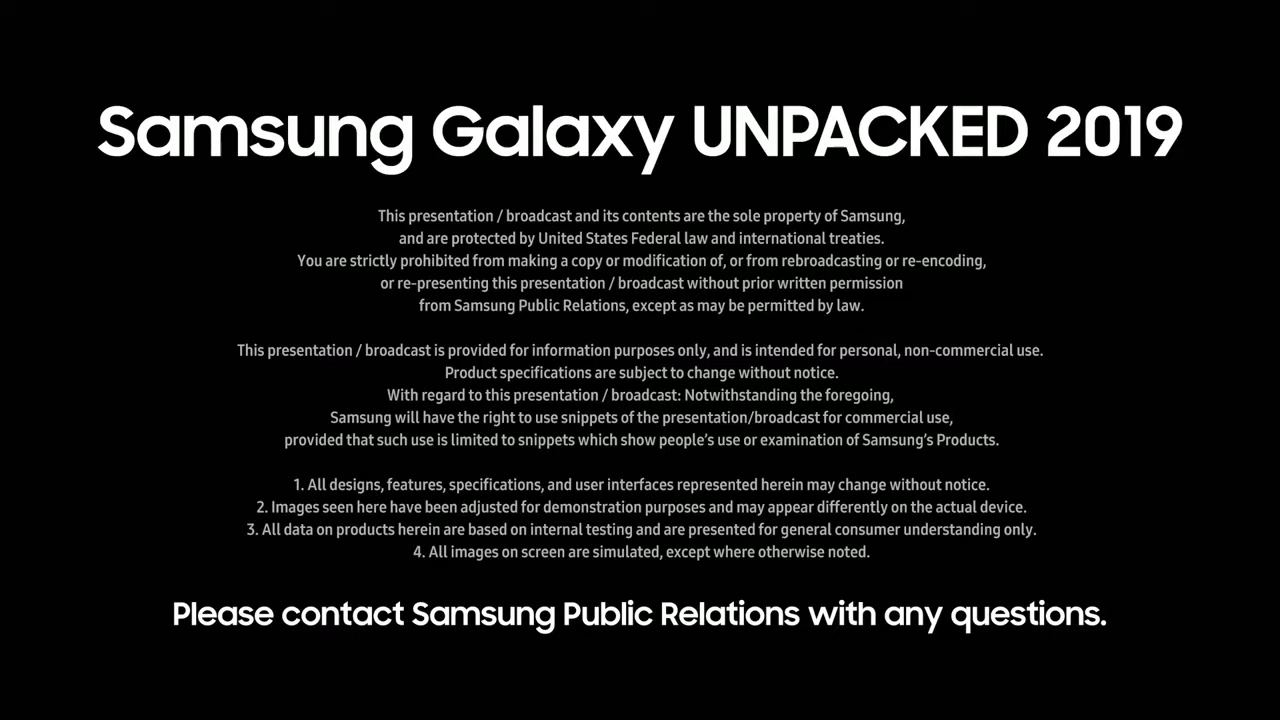 Samsung Galaxy UNPACKED 2019
This presentation / broadcast and its contents are the sole property of Samsung,
and are protected by United States Federal law and international treaties.
You are strictly prohibited from making a copy or modification of, or from rebroadcasting or re-encoding,
or re-presenting this presentation / broadcast without prior written permission
from Samsung Public Relations, except as may be permitted by law.
This presentation / broadcast is provided for information purposes only, and is intended for personal, non-commercial use.
Product specifications are subject to change without notice.
With regard to this presentation / broadcast: Notwithstanding the foregoing,
Samsung will have the right to use snippets of the presentation/broadcast for commercial use,
provided that such use is limited to snippets which show people’s use or examination of Samsung’s Products.
1. All designs, features, specifications, and user interfaces represented herein may change without notice.
2. Images seen here have been adjusted for demonstration purposes and may appear differently on the actual device.
3. All data on products herein are based on internal testing and are presented for general consumer understanding only.
4. All images on screen are simulated, except where otherwise noted.
Please contact Samsung Public Relations with any questions.